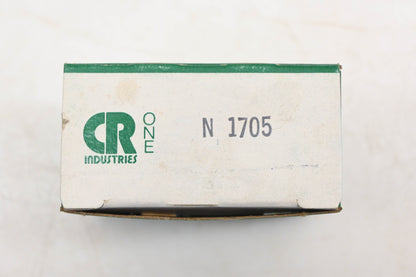 CR
INDUSTRIES
ONE
N 1705